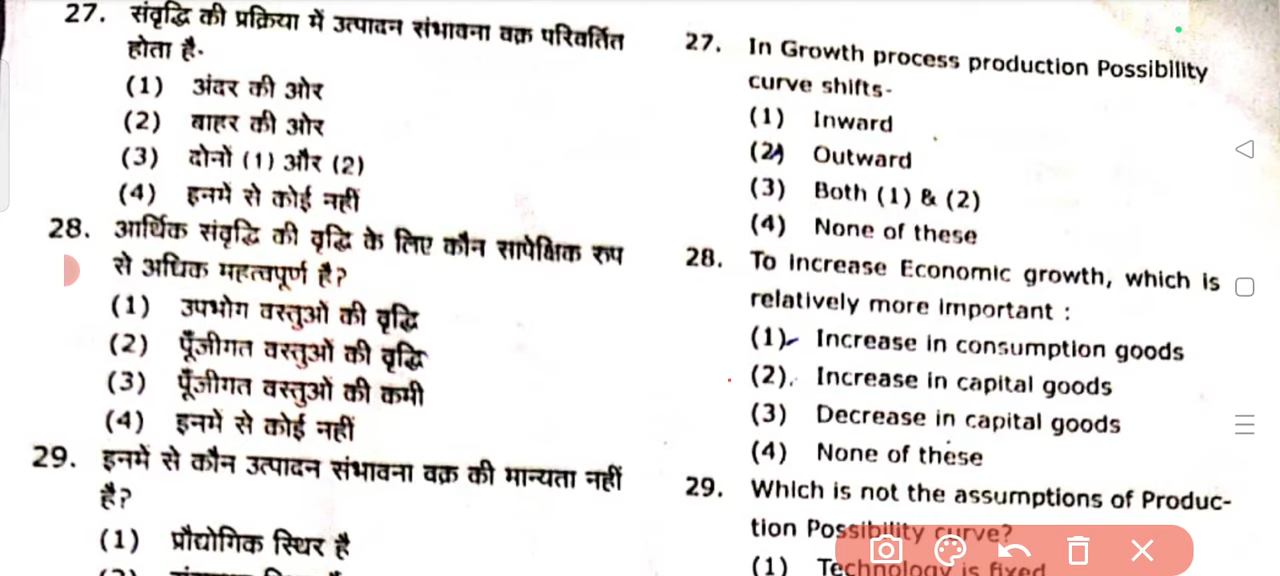 27. संवृद्धि की प्रक्रिया में उत्पादन संभावना वक्र परिवर्तित
होता है-
(1) अंदर की ओर
(2) बाहर की ओर
(3) दोनों (1) और (2)
(4) इनमें से कोई नहीं
28. आर्थिक संवृद्धि की वृद्धि के लिए कौन सापेक्षिक रुप
से अधिक महत्वपूर्ण है?
(1) उपभोग वस्तुओं की वृद्धि
(2) पूँजीगत वस्तुओं की वृद्धि
(3) पूँजीगत वस्तुओं की कमी
(4) इनमें से कोई नहीं
29. इनमें से कौन उत्पादन संभावना वक्र की मान्यता नहीं
है?
(1) प्रौद्योगिक स्थिर है
27. In Growth process production Possibility
curve shifts-
(1) Inward
(2) Outward
(3) Both (1) & (2)
(4) None of these
28. To increase Economic growth, which is
relatively more important :
(1) Increase in consumption goods
(2) Increase in capital goods
(3) Decrease in capital goods
(4) None of these
29. Which is not the assumptions of Produc-
tion Possibility curve?
(1) Technology is fixed